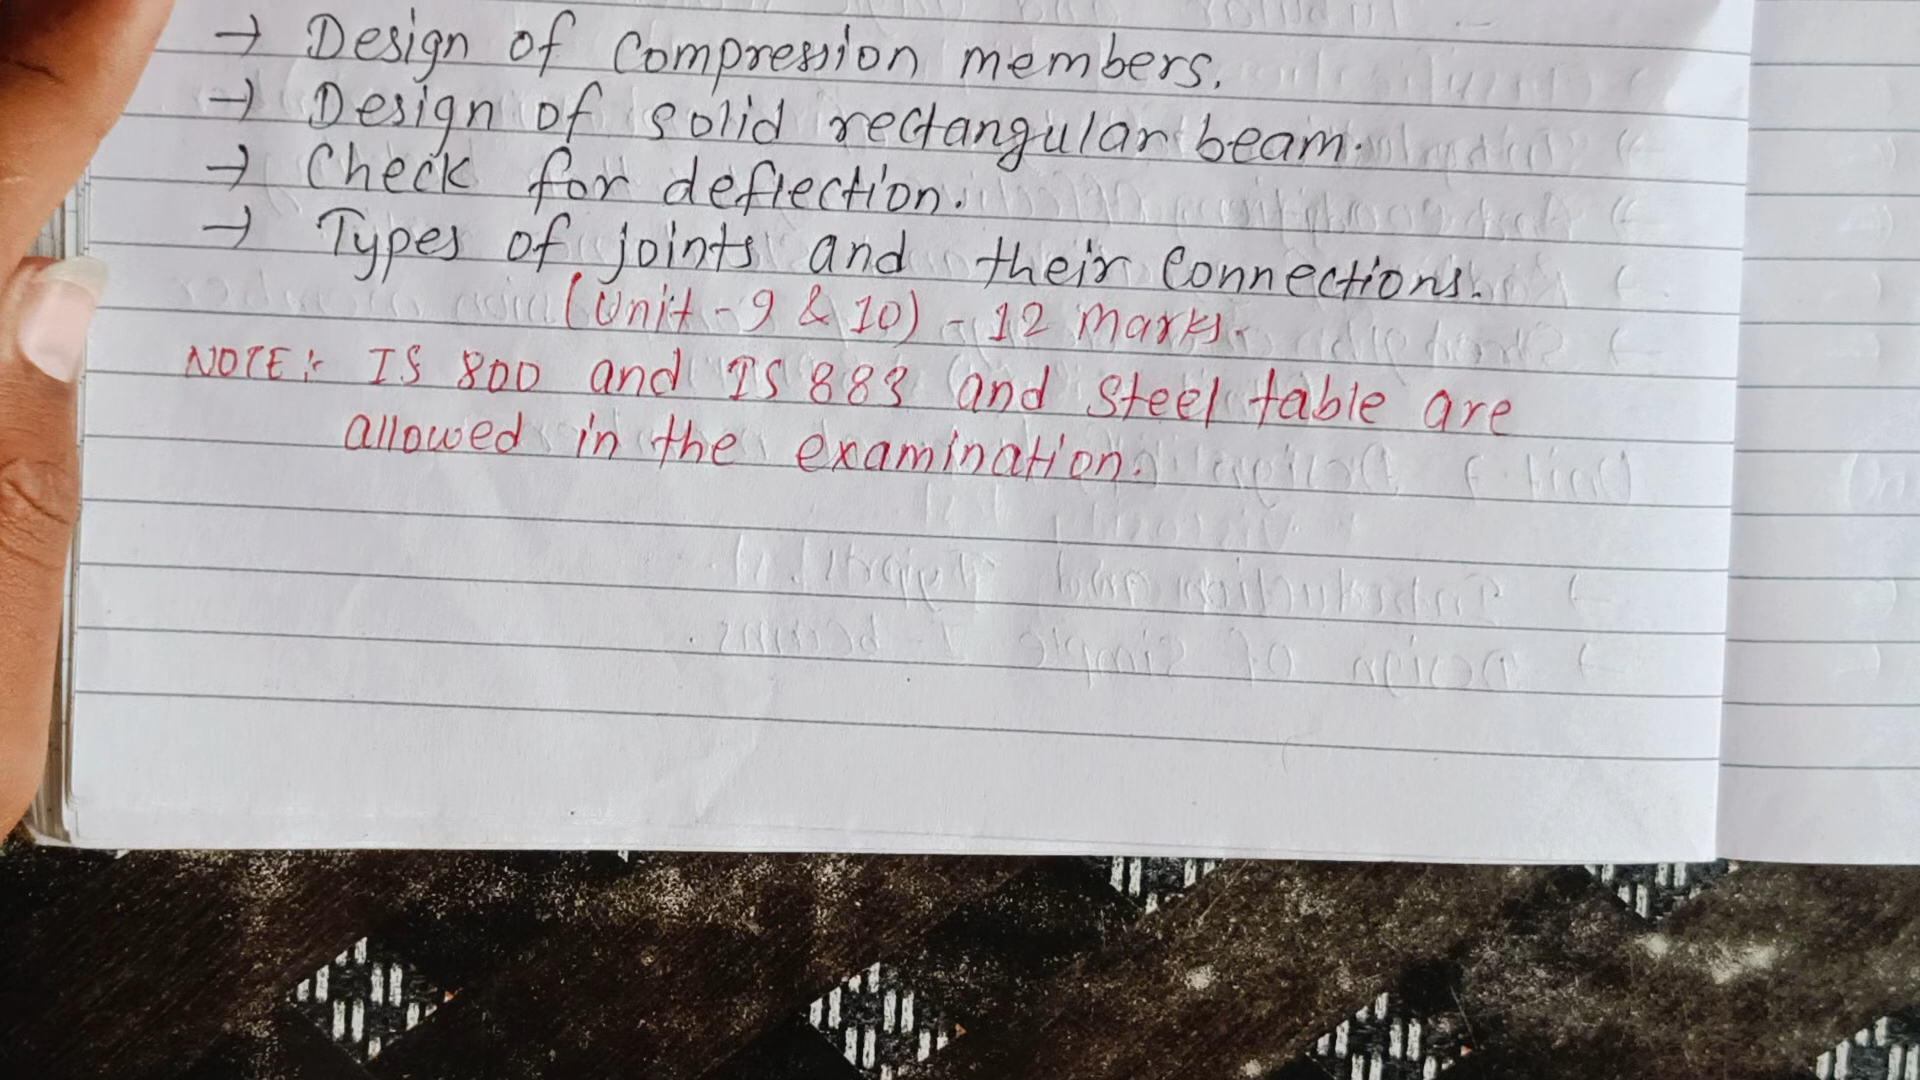 → Design of compression members.
→ Design of solid rectangular beam.
→ Check for deflection.
→ Types of joints and their connections.
(Unit - 9 & 10) - 12 Marks.
NOTE:- IS 800 and IS 883 and steel table are
allowed in the examination.